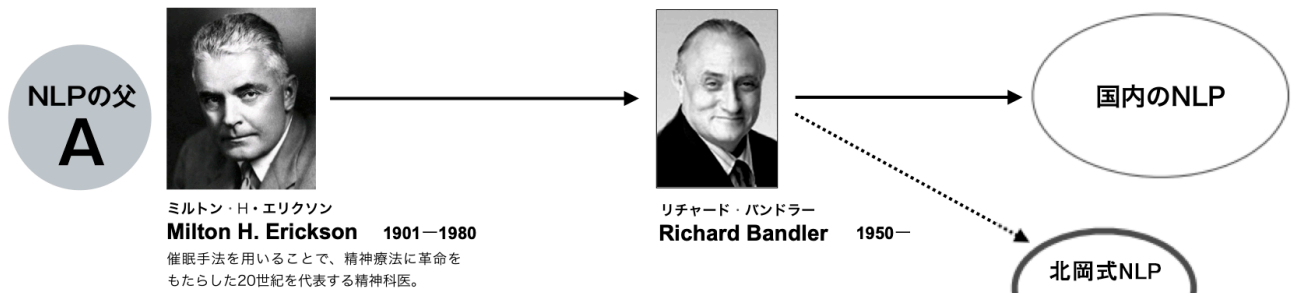 NLPの父
A
ミルトン・H・エリクソン
Milton H. Erickson 1901―1980
催眠手法を用いることで、精神療法に革命を
もたらした20世紀を代表する精神科医。
リチャード・バンドラー
Richard Bandler 1950―
国内のNLP
北岡式NLP